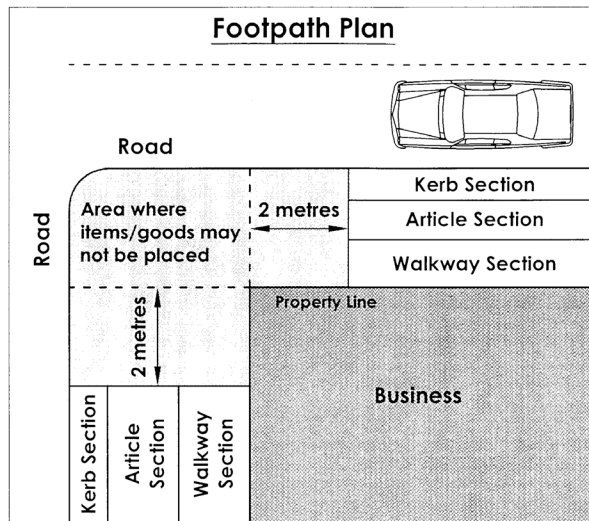 Footpath Plan
Road
Road
Area where
items/goods may
not be placed
2 metres
Kerb Section
Article Section
Walkway Section
Property Line
2 metres
Business
Kerb Section
Article
Section
Walkway
Section